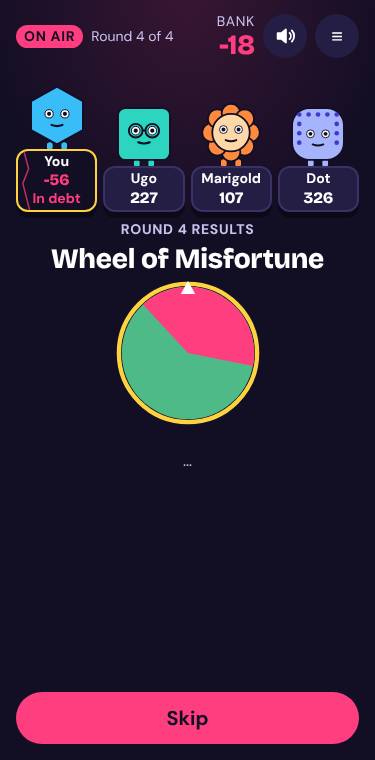 ON AIR
Round 4 of 4
BANK
-18
You
-56
In debt
Ugo
227
Marigold
107
Dot
326
ROUND 4 RESULTS
Wheel of Misfortune
...
Skip